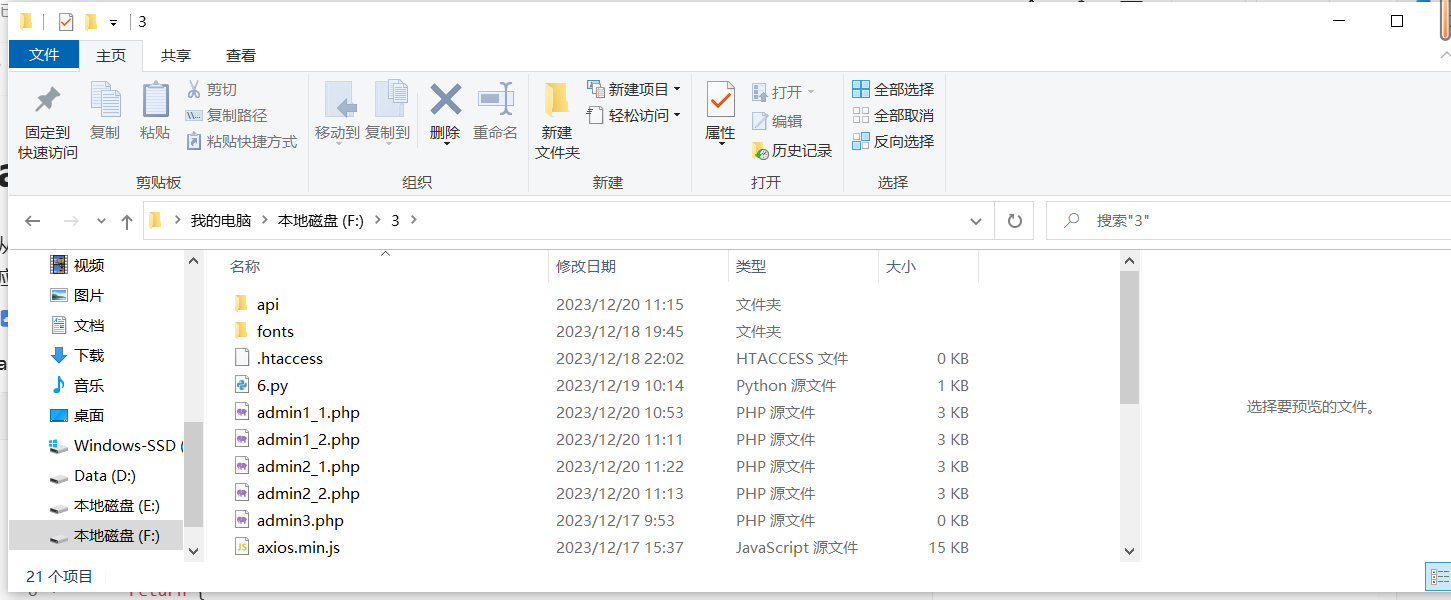 3
文件 主页 共享 查看
固定到快速访问 复制 粘贴 剪切 复制路径 粘贴快捷方式 移动到 复制到 删除 重命名 新建文件夹 新建项目 轻松访问 属性 打开 编辑 历史记录 全部选择 全部取消 反向选择
剪贴板 组织 新建 打开 选择
我的电脑 本地磁盘 (F:) 3 搜索"3"
名称 修改日期 类型 大小
视频
图片
文档
下载
音乐
桌面
Windows-SSD (
Data (D:)
本地磁盘 (E:)
本地磁盘 (F:)
api 2023/12/20 11:15 文件夹
fonts 2023/12/18 19:45 文件夹
.htaccess 2023/12/18 22:02 HTACCESS 文件 0 KB
6.py 2023/12/19 10:14 Python 源文件 1 KB
admin1_1.php 2023/12/20 10:53 PHP 源文件 3 KB
admin1_2.php 2023/12/20 11:11 PHP 源文件 3 KB
admin2_1.php 2023/12/20 11:22 PHP 源文件 3 KB
admin2_2.php 2023/12/20 11:13 PHP 源文件 3 KB
admin3.php 2023/12/17 9:53 PHP 源文件 0 KB
axios.min.js 2023/12/17 15:37 JavaScript 源文件 15 KB
选择要预览的文件。
21 个项目
return {